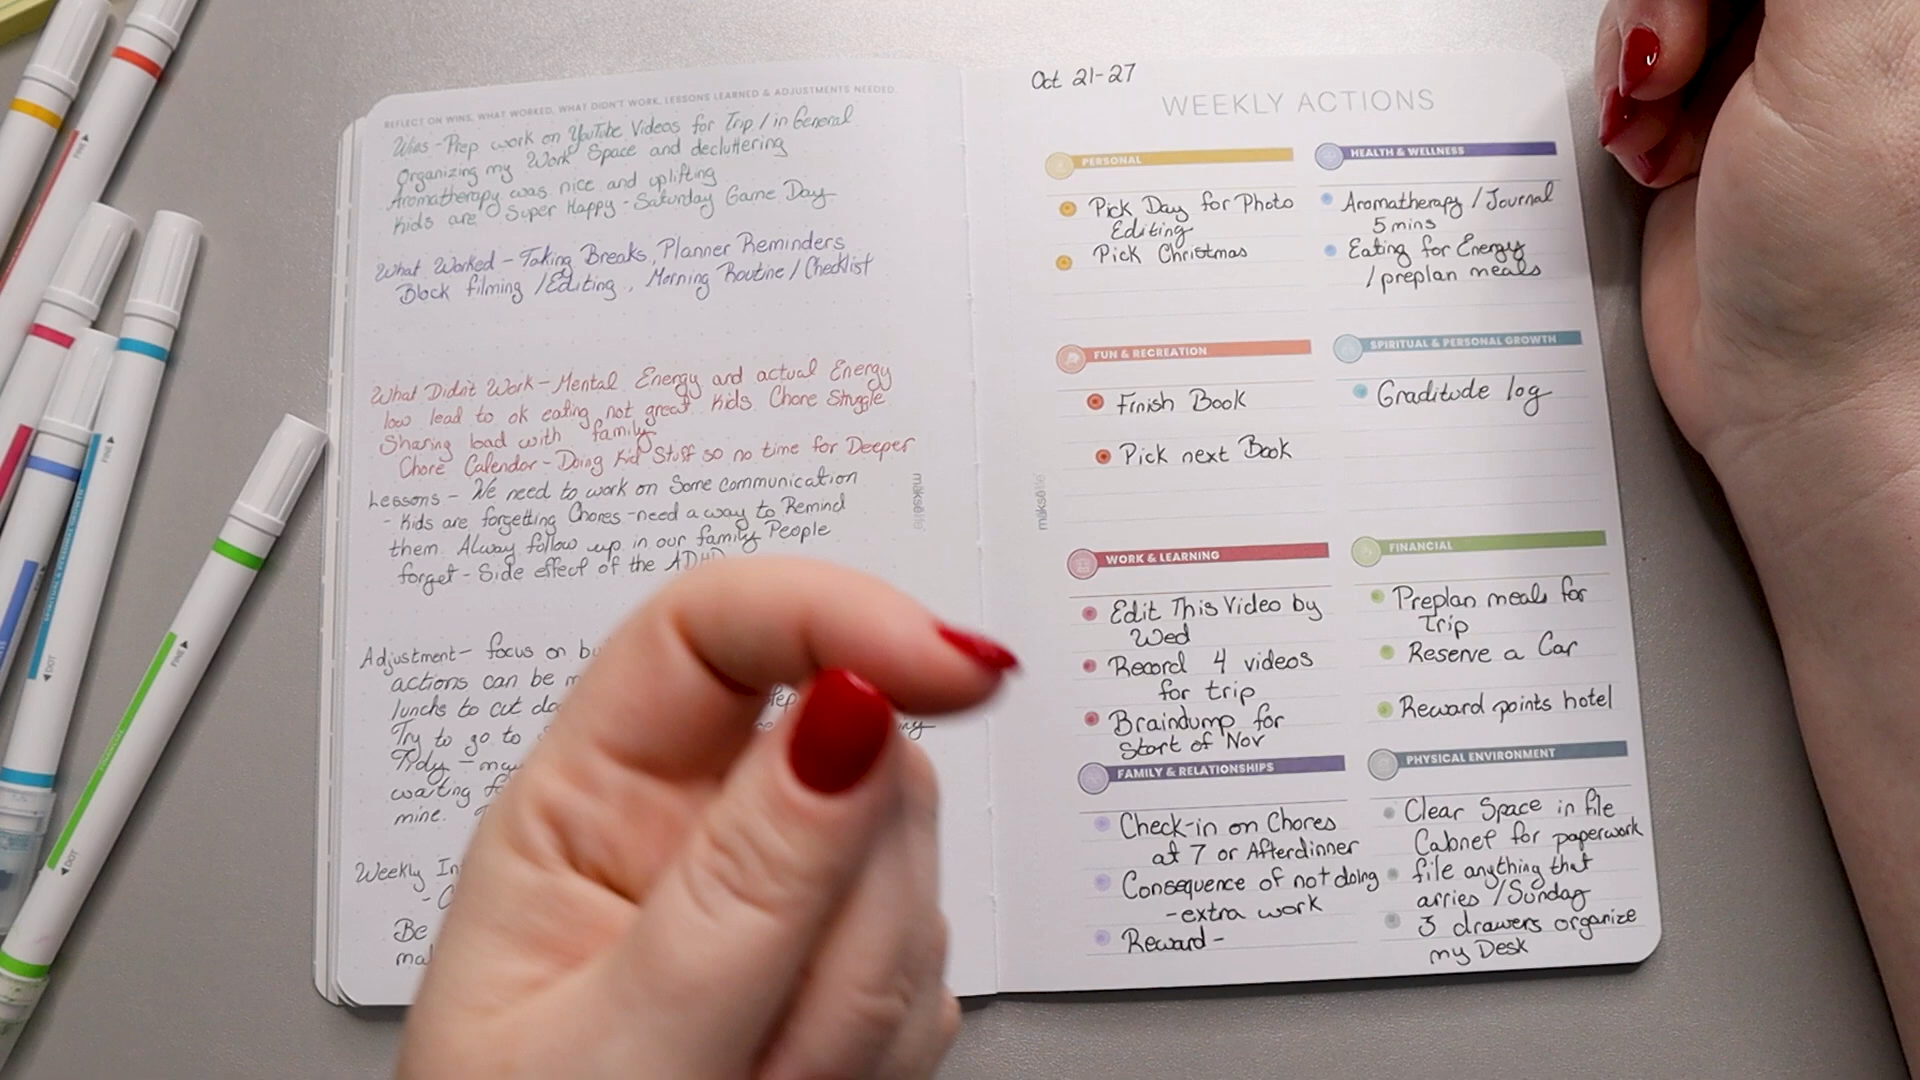 REFLECT ON WINS, WHAT WORKED, WHAT DIDN'T WORK, LESSONS LEARNED & ADJUSTMENTS NEEDED.
Wins - Prep work on YouTube Videos for Trip / in General
Organizing my Work Space and decluttering
Aromatherapy was nice and uplifting
Kids are Super Happy - Saturday Game Day
What Worked - Taking Breaks, Planner Reminders
Block filming / Editing, Morning Routine / Checklist
What Didn't Work - Mental Energy and actual Energy
low lead to ok eating not great. Kids Chore Struggle
Sharing load with family
Chore Calendar - Doing Kid Stuff so no time for Deeper
Lessons - We need to work on Some communication
- Kids are forgetting Chores - need a way to Remind
them. Alway follow up in our family People
forget - Side effect of the ADHD
Adjustment - focus on
actions can be
lunchs to cut
Try to go to
Tidy -
waiting
mine.
Weekly
Be
mūksōlife
Oct 21-27
WEEKLY ACTIONS
PERSONAL
Pick Day for Photo
Editing
Pick Christmas
HEALTH & WELLNESS
Aromatherapy / Journal
5 mins
Eating for Energy
/ preplan meals
FUN & RECREATION
Finish Book
Pick next Book
SPIRITUAL & PERSONAL GROWTH
Graditude log
mūksōlife
WORK & LEARNING
Edit This Video by
Wed
Record 4 videos
for trip
Braindump for
Start of Nov
FINANCIAL
Preplan meals for
Trip
Reserve a Car
Reward points hotel
FAMILY & RELATIONSHIPS
Check-in on Chores
at 7 or Afterdinner
Consequence of not doing
- extra work
Reward -
PHYSICAL ENVIRONMENT
Clear Space in file
Cabnet for paperwork
file anything that
arries / Sunday
3 drawers organize
my Desk
FINE
DOT
FINANCIAL